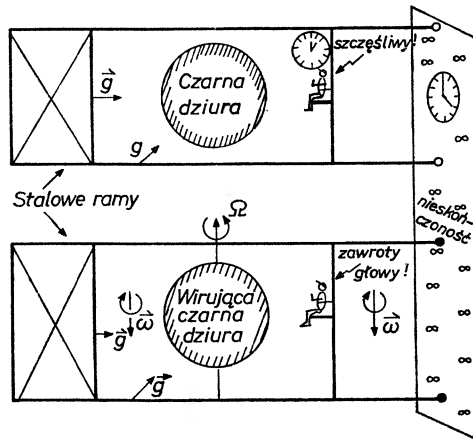 szczęśliwy!
V
g
Czarna
dziura
g
Stalowe ramy
nieskoń-
czoność
Ω
zawroty
głowy!
ω
g
Wirująca
czarna
dziura
ω
g
∞ ∞ ∞ ∞ ∞ ∞ ∞ ∞ ∞ ∞ ∞ ∞ ∞ ∞ ∞